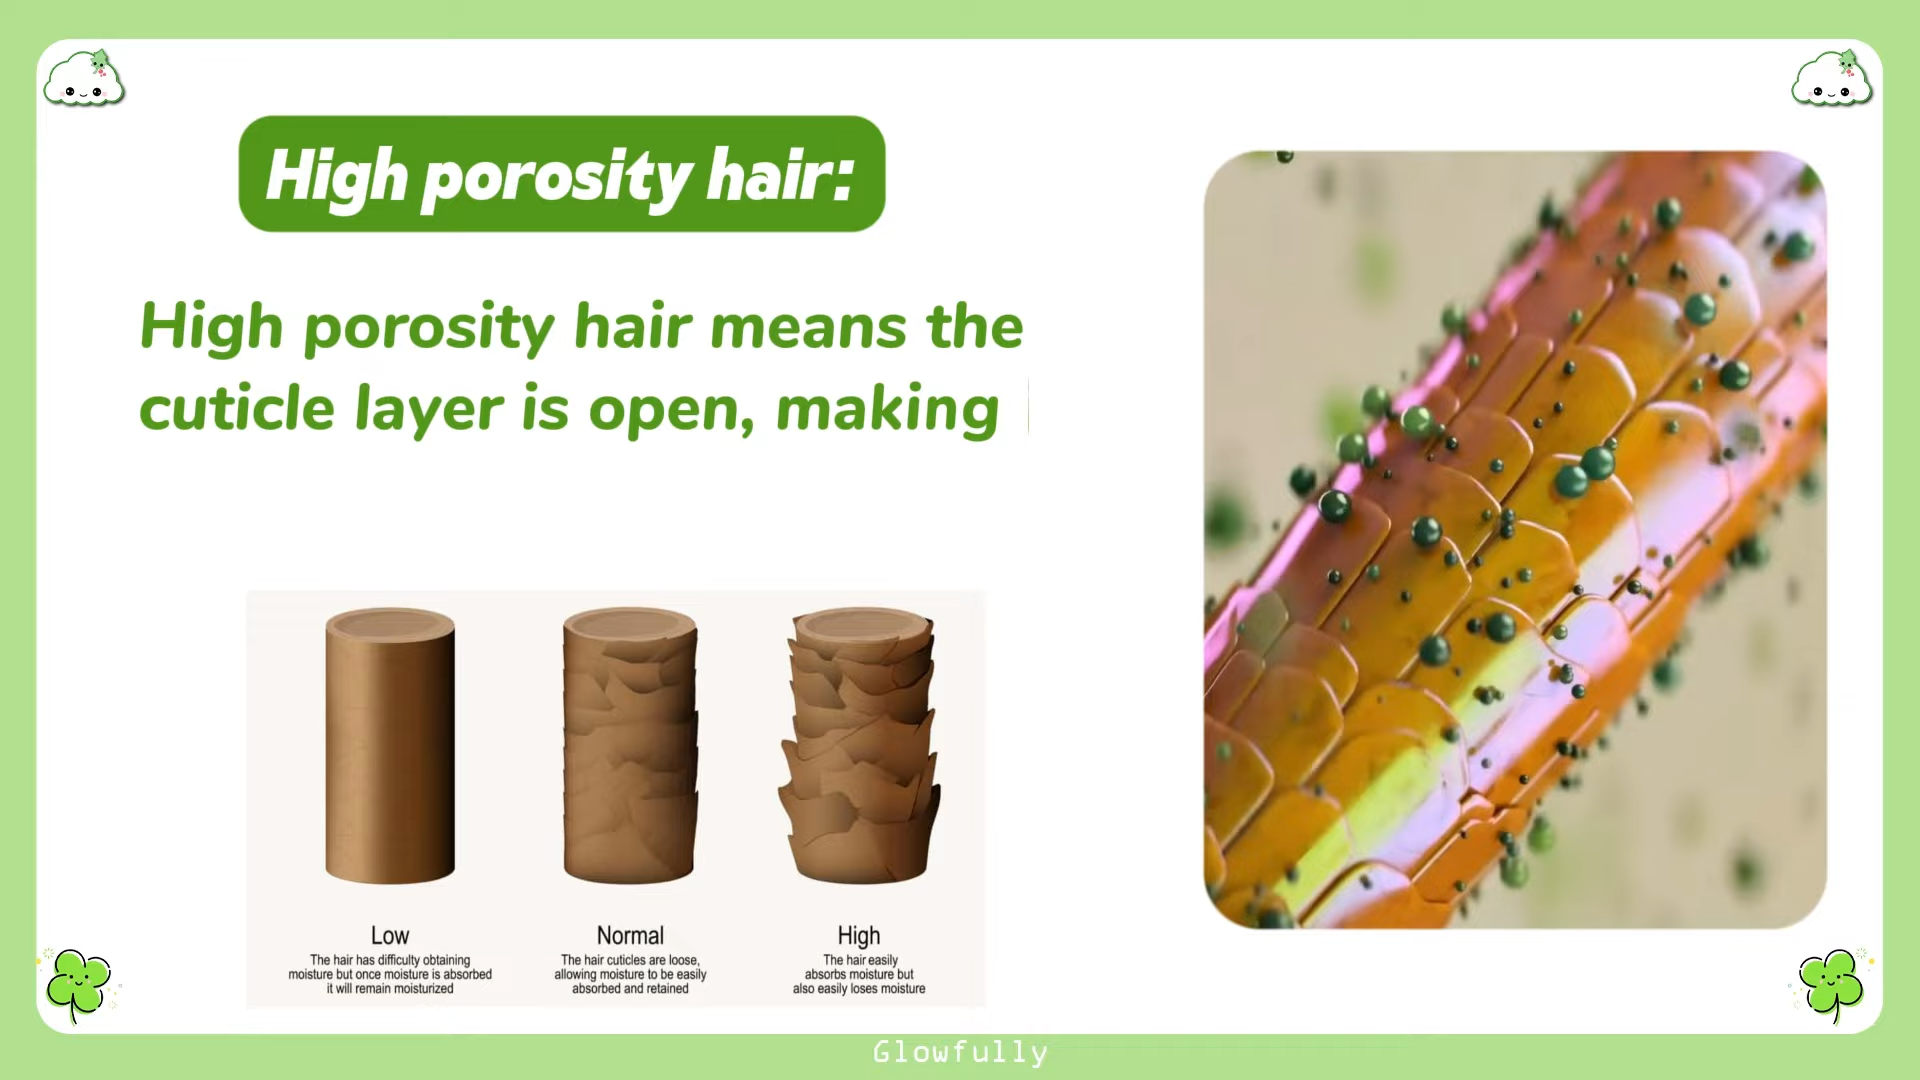 High porosity hair:
High porosity hair means the
cuticle layer is open, making
Low
The hair has difficulty obtaining
moisture but once moisture is absorbed
it will remain moisturized
Normal
The hair cuticles are loose,
allowing moisture to be easily
absorbed and retained
High
The hair easily
absorbs moisture but
also easily loses moisture
Glowfully